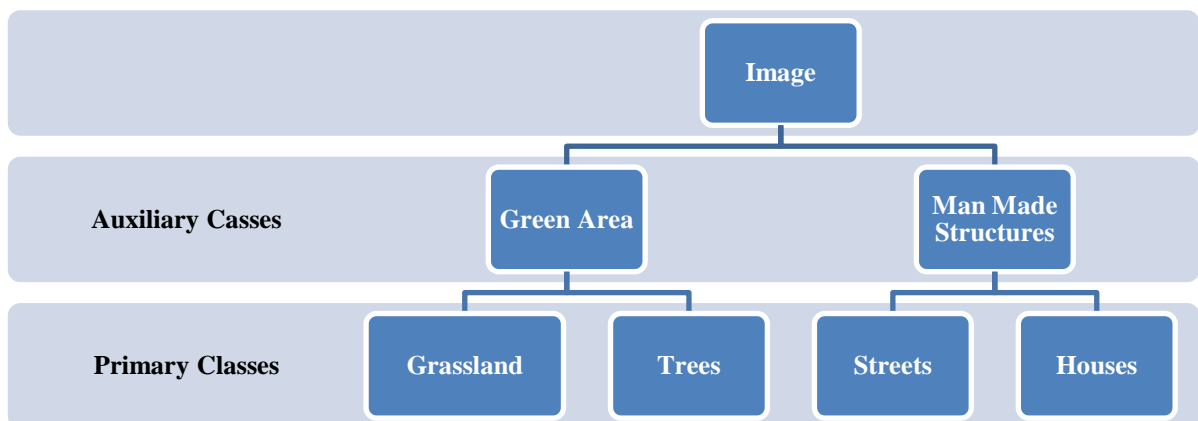 Image
Auxiliary Casses
Green Area
Man Made
Structures
Primary Classes
Grassland
Trees
Streets
Houses